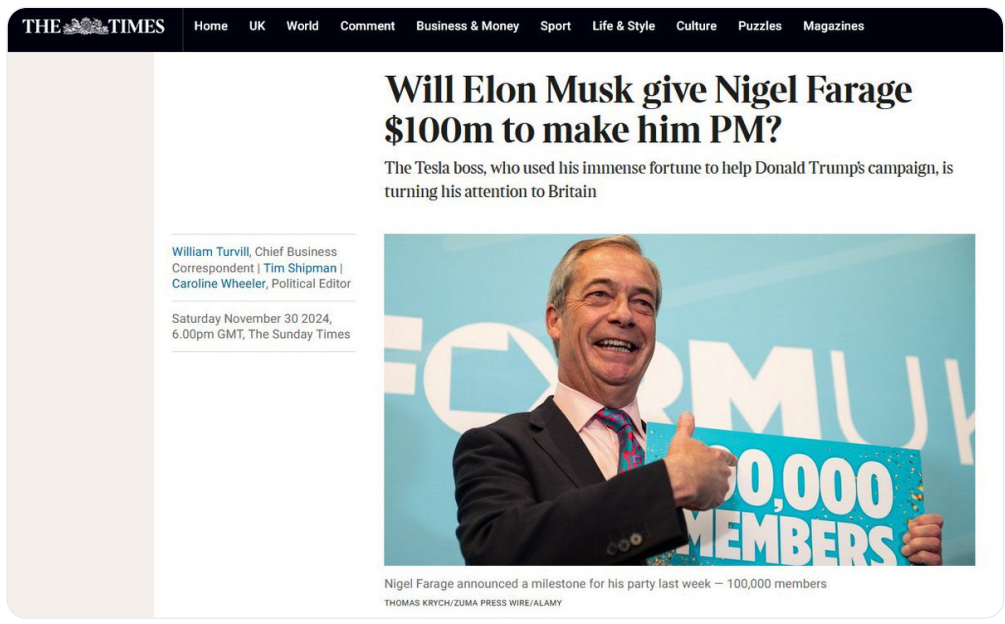 THE TIMES
Home UK World Comment Business & Money Sport Life & Style Culture Puzzles Magazines
Will Elon Musk give Nigel Farage
$100m to make him PM?
The Tesla boss, who used his immense fortune to help Donald Trump's campaign, is
turning his attention to Britain
William Turvill, Chief Business
Correspondent | Tim Shipman |
Caroline Wheeler, Political Editor
Saturday November 30 2024,
6.00pm GMT, The Sunday Times
FORM UK
00,000
MEMBERS
Nigel Farage announced a milestone for his party last week — 100,000 members
THOMAS KRYCH/ZUMA PRESS WIRE/ALAMY